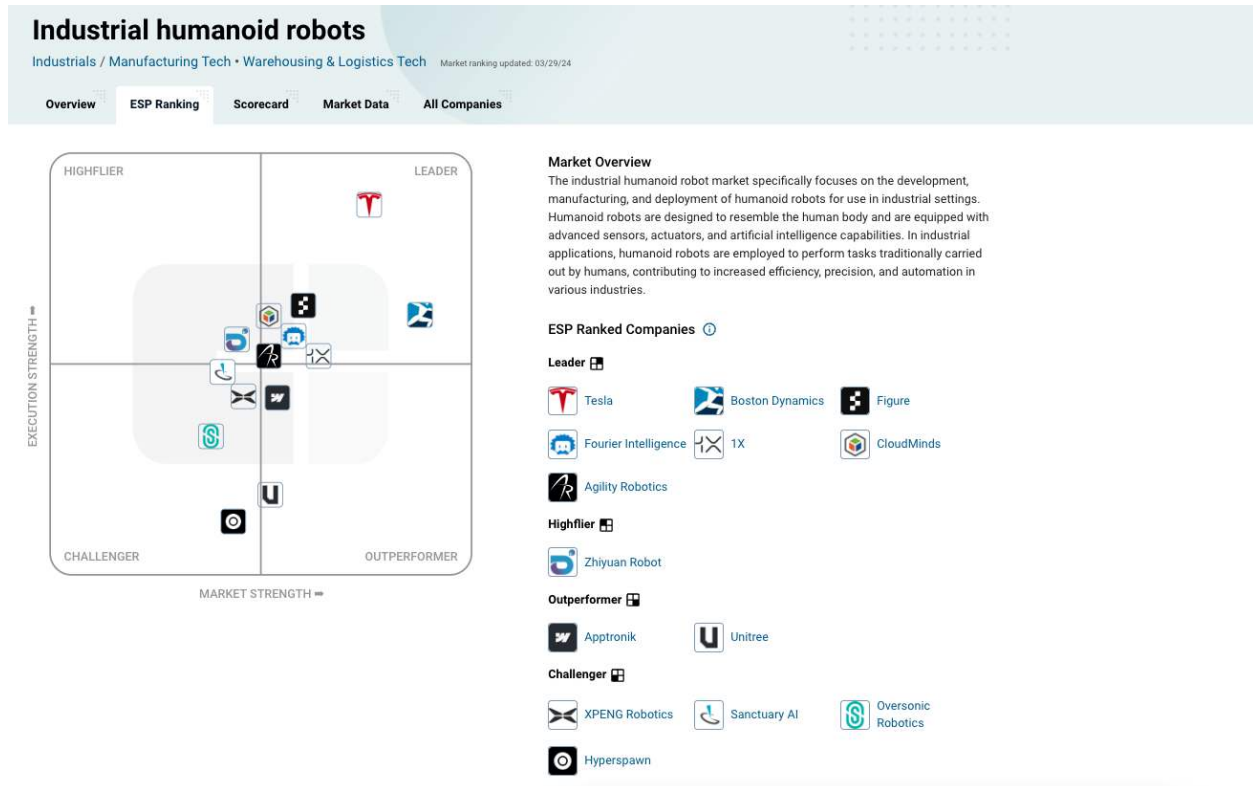 Industrial humanoid robots
Industrials / Manufacturing Tech • Warehousing & Logistics Tech Market ranking updated: 03/29/24
Overview ESP Ranking Scorecard Market Data All Companies
HIGHFLIER LEADER
EXECUTION STRENGTH ➡
CHALLENGER OUTPERFORMER
MARKET STRENGTH ➡
Market Overview
The industrial humanoid robot market specifically focuses on the development,
manufacturing, and deployment of humanoid robots for use in industrial settings.
Humanoid robots are designed to resemble the human body and are equipped with
advanced sensors, actuators, and artificial intelligence capabilities. In industrial
applications, humanoid robots are employed to perform tasks traditionally carried
out by humans, contributing to increased efficiency, precision, and automation in
various industries.
ESP Ranked Companies
Leader
Tesla Boston Dynamics Figure
Fourier Intelligence 1X CloudMinds
Agility Robotics
Highflier
Zhiyuan Robot
Outperformer
Apptronik Unitree
Challenger
XPENG Robotics Sanctuary AI Oversonic
Robotics
Hyperspawn